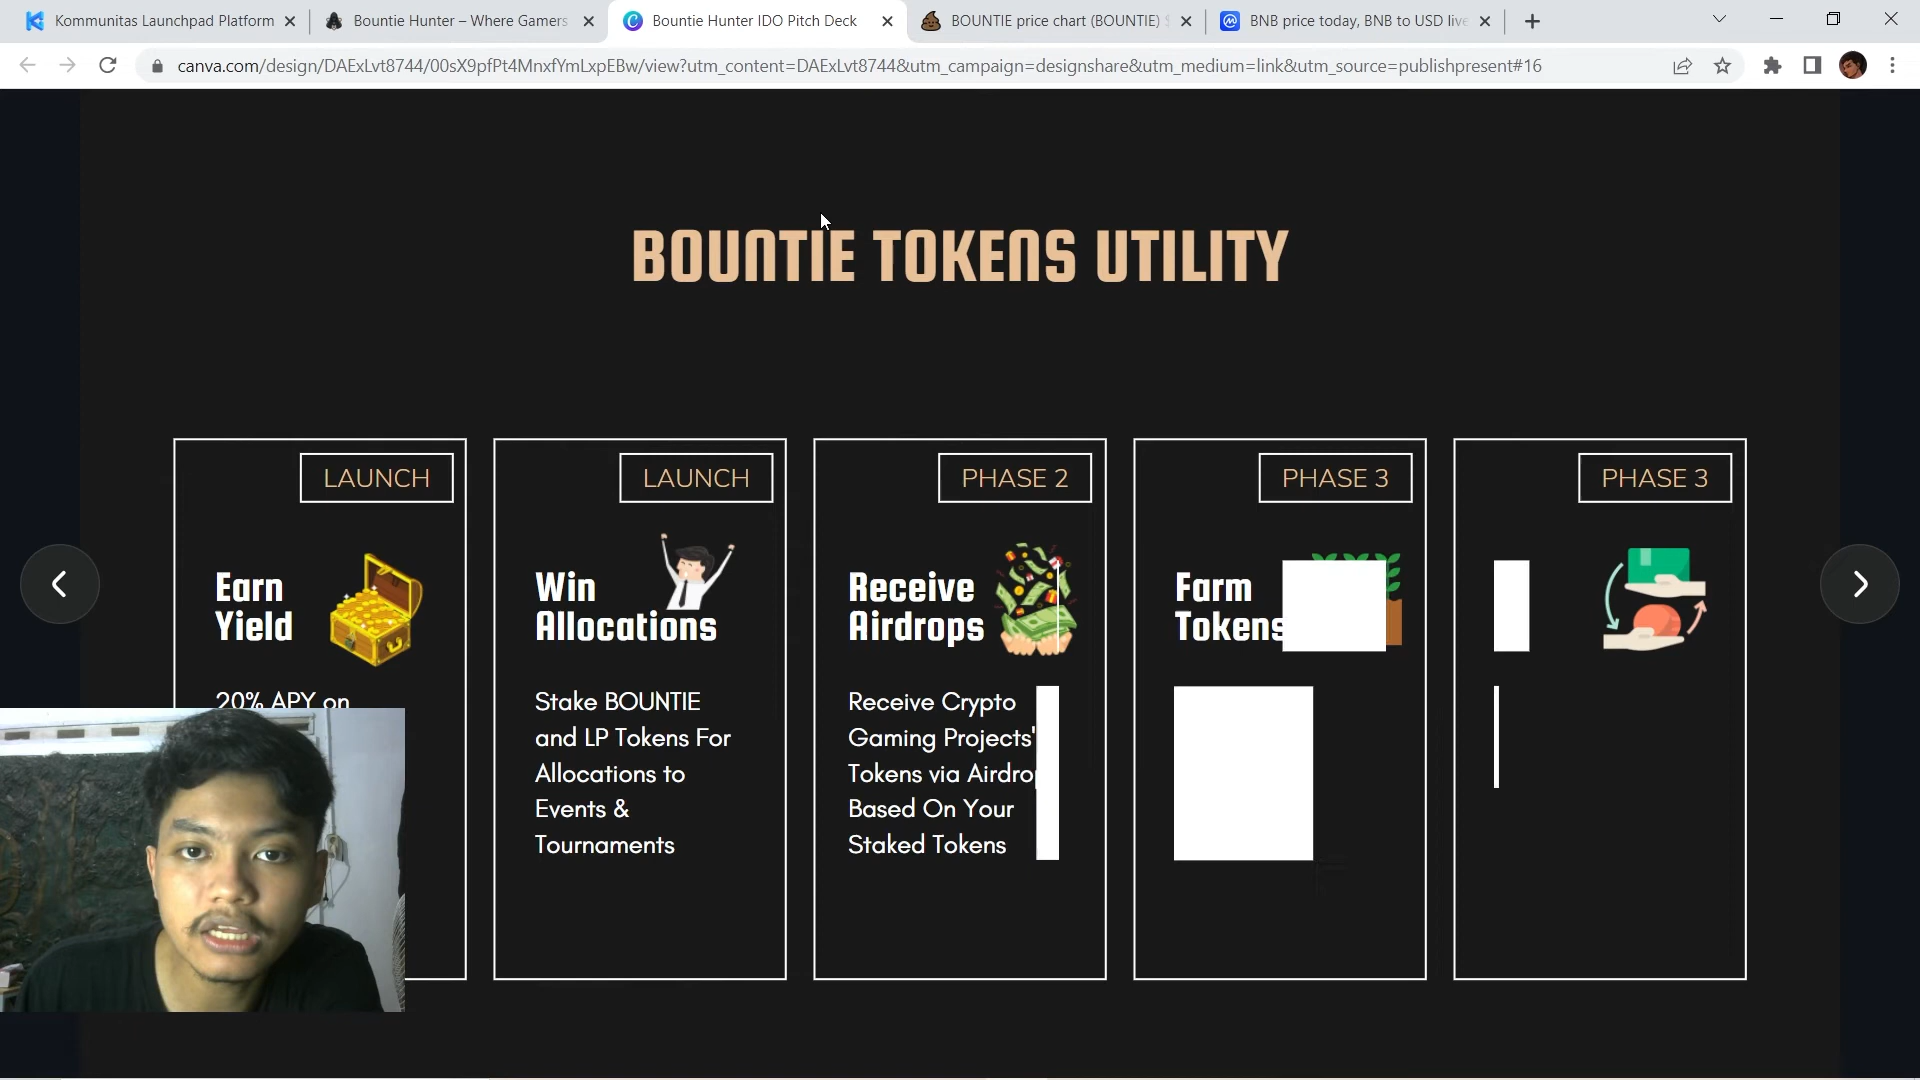 Kommunitas Launchpad Platform
Bountie Hunter – Where Gamers
Bountie Hunter IDO Pitch Deck
BOUNTIE price chart (BOUNTIE)
BNB price today, BNB to USD live
canva.com/design/DAExLvt8744/00sX9pfPt4MnxfYmLxpEBw/view?utm_content=DAExLvt8744&utm_campaign=designshare&utm_medium=link&utm_source=publishpresent#16
BOUNTIE TOKENS UTILITY
LAUNCH
Earn
Yield
20% APY on
LAUNCH
Win
Allocations
Stake BOUNTIE
and LP Tokens For
Allocations to
Events &
Tournaments
PHASE 2
Receive
Airdrops
Receive Crypto
Gaming Projects'
Tokens via Airdro
Based On Your
Staked Tokens
PHASE 3
Farm
Tokens
PHASE 3